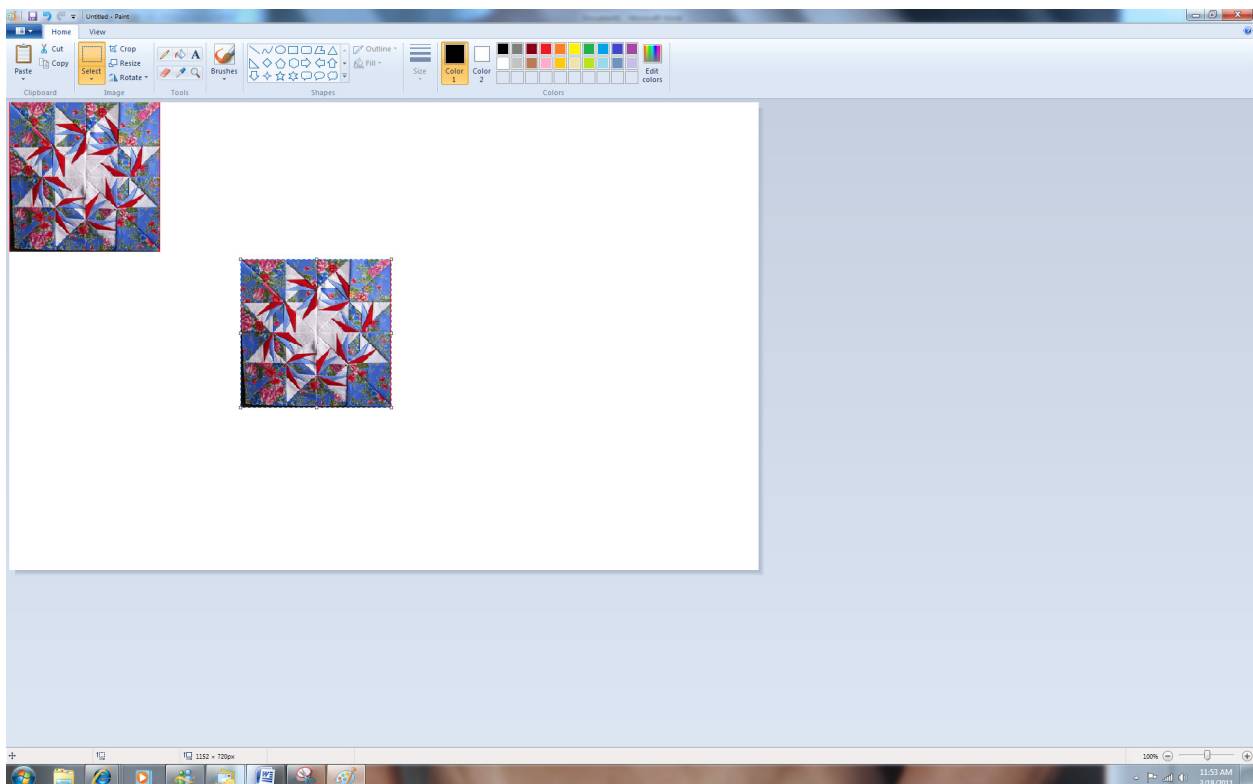 Untitled - Paint
Home View
Paste
Cut
Copy
Select
Crop
Resize
Rotate
A
Brushes
Outline
Fill
Size
Color 1
Color 2
Edit colors
Clipboard Image Tools Shapes Colors
1152 × 720px
100%
11:53 AM